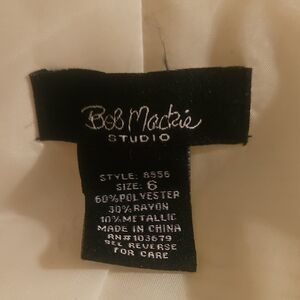 Bob Mackie
STUDIO
STYLE: 8556
SIZE: 6
60%POLYESTER
30%RAYON
10%METALLIC
MADE IN CHINA
RN#103679
SEE REVERSE
FOR CARE